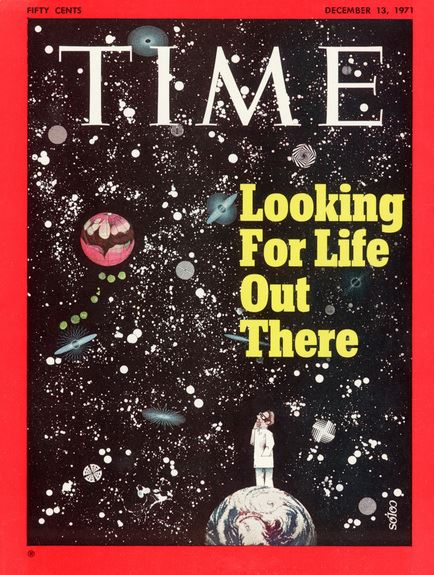 FIFTY CENTS
DECEMBER 13, 1971
TIME
Looking
For Life
Out
There
®